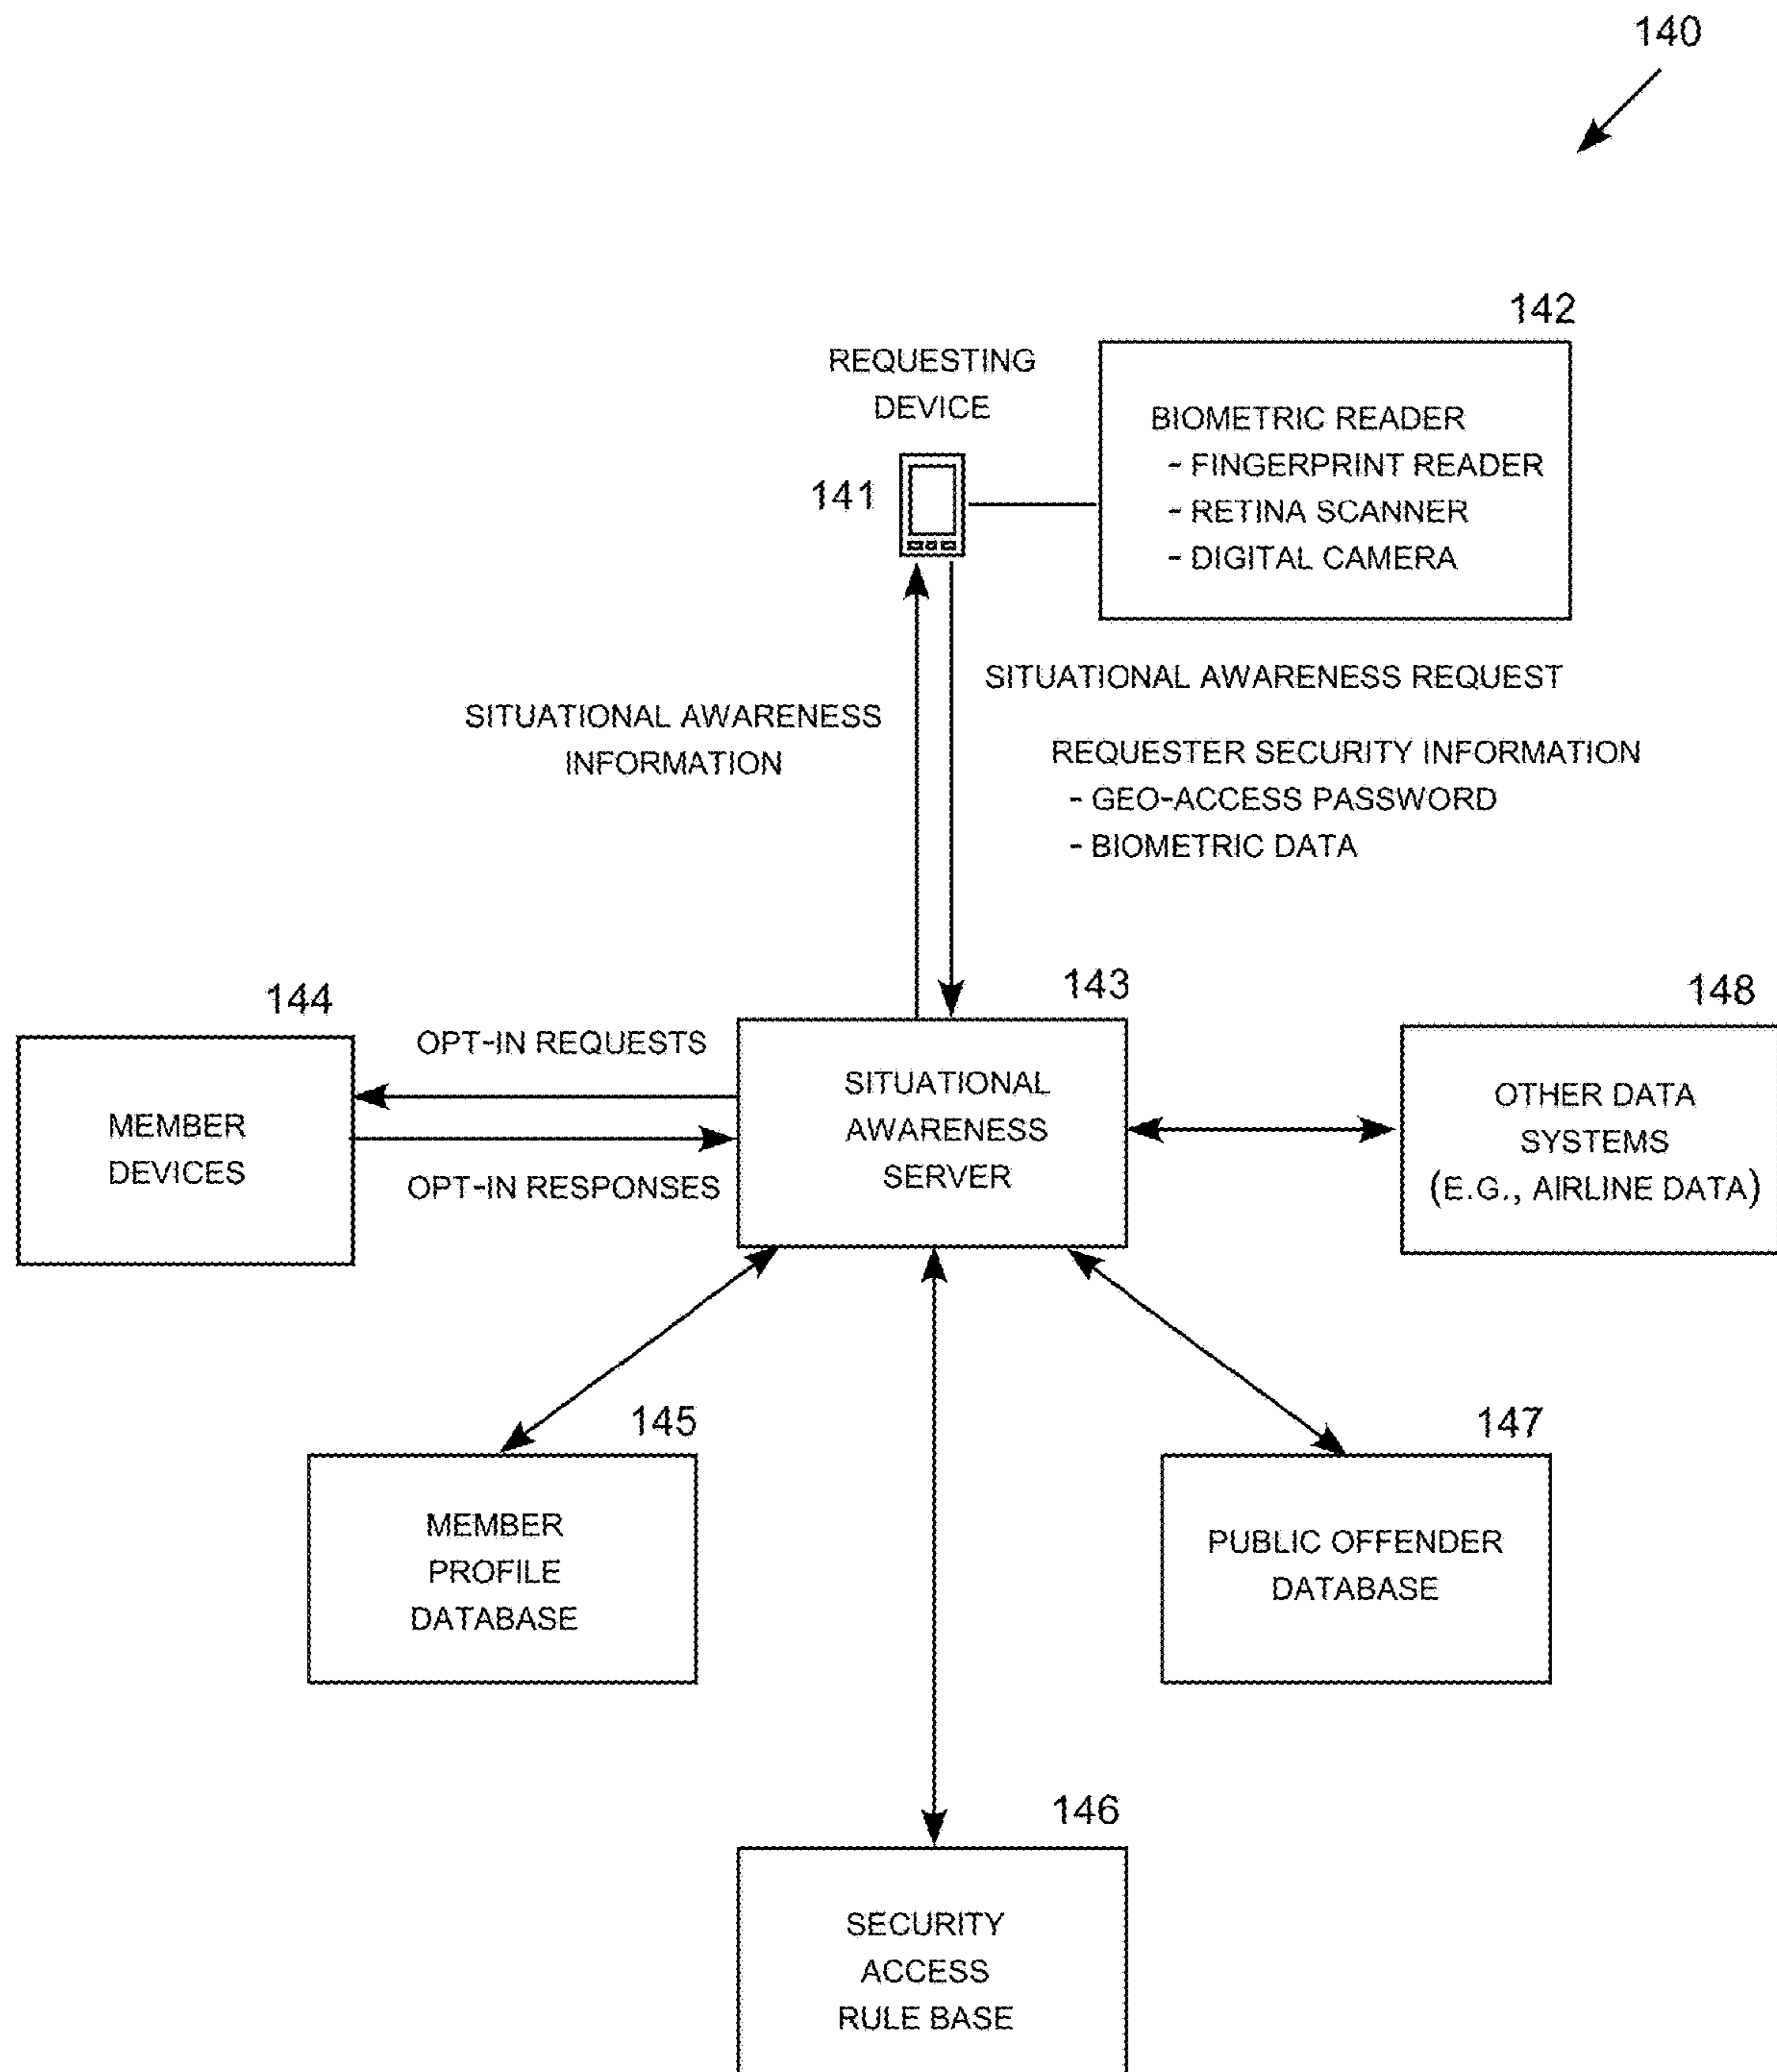 140
142
REQUESTING
DEVICE
141
BIOMETRIC READER
- FINGERPRINT READER
- RETINA SCANNER
- DIGITAL CAMERA
SITUATIONAL AWARENESS REQUEST
SITUATIONAL AWARENESS
INFORMATION
REQUESTER SECURITY INFORMATION
- GEO-ACCESS PASSWORD
- BIOMETRIC DATA
144
143
148
OPT-IN REQUESTS
MEMBER
DEVICES
OPT-IN RESPONSES
SITUATIONAL
AWARENESS
SERVER
OTHER DATA
SYSTEMS
(E.G., AIRLINE DATA)
145
147
MEMBER
PROFILE
DATABASE
PUBLIC OFFENDER
DATABASE
146
SECURITY
ACCESS
RULE BASE